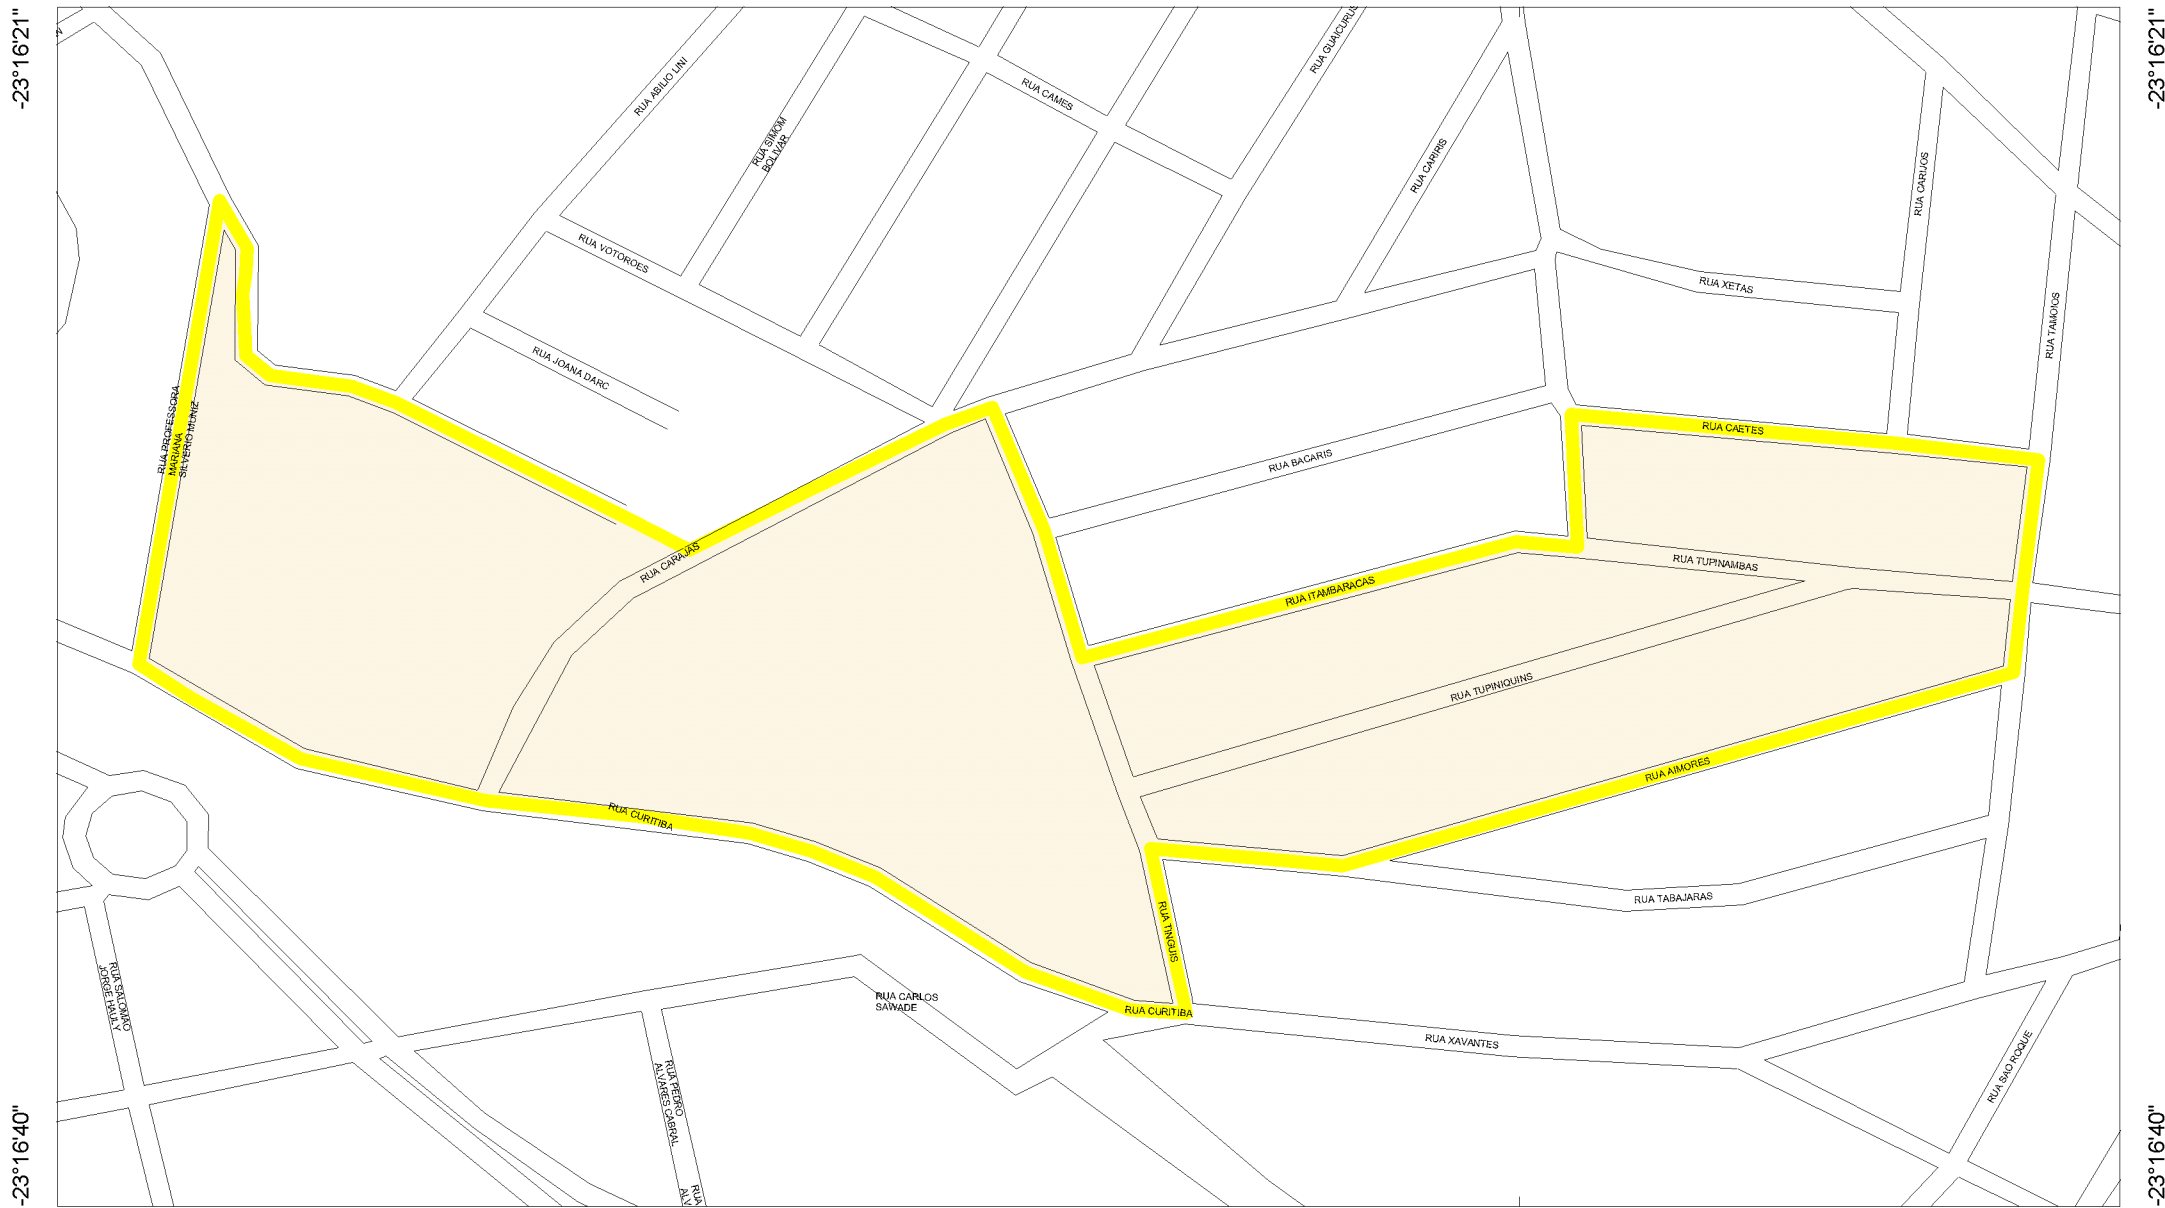 -23°16'21"
-23°16'21"
RUA GUAICURUS
RUA ABILIO LINI
RUA CAMES
RUA SIMOM
BOLIVAR
RUA CARIRIS
RUA CARIJOS
RUA VOTOROES
RUA XETAS
RUA TAMOIOS
RUA JOANA DARC
RUA PROFESSORA
MARIANA
SILVERIO MUNIZ
RUA CAETES
RUA BACARIS
RUA CARAJAS
RUA TUPINAMBAS
RUA ITAMBARACAS
RUA TUPINIQUINS
RUA AIMORES
RUA CURITIBA
RUA TABAJARAS
RUA TINGUIS
RUA SALOMAO
JORGE HAULY
RUA CARLOS
SAWADE
RUA CURITIBA
RUA XAVANTES
RUA SAO ROQUE
RUA PEDRO
ALVARES CABRAL
RUA
ALV
-23°16'40"
-23°16'40"